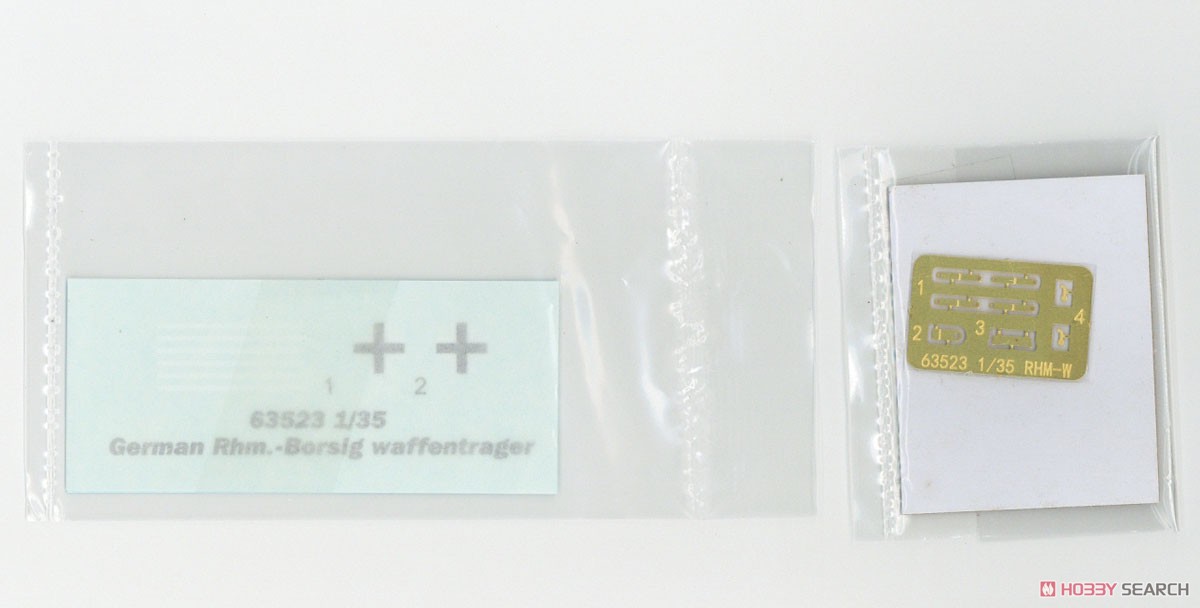 1 2
63523 1/35
German Rhm.-Borsig waffentrager
1
2 3 4
63523 1/35 RHM-W
HOBBY SEARCH